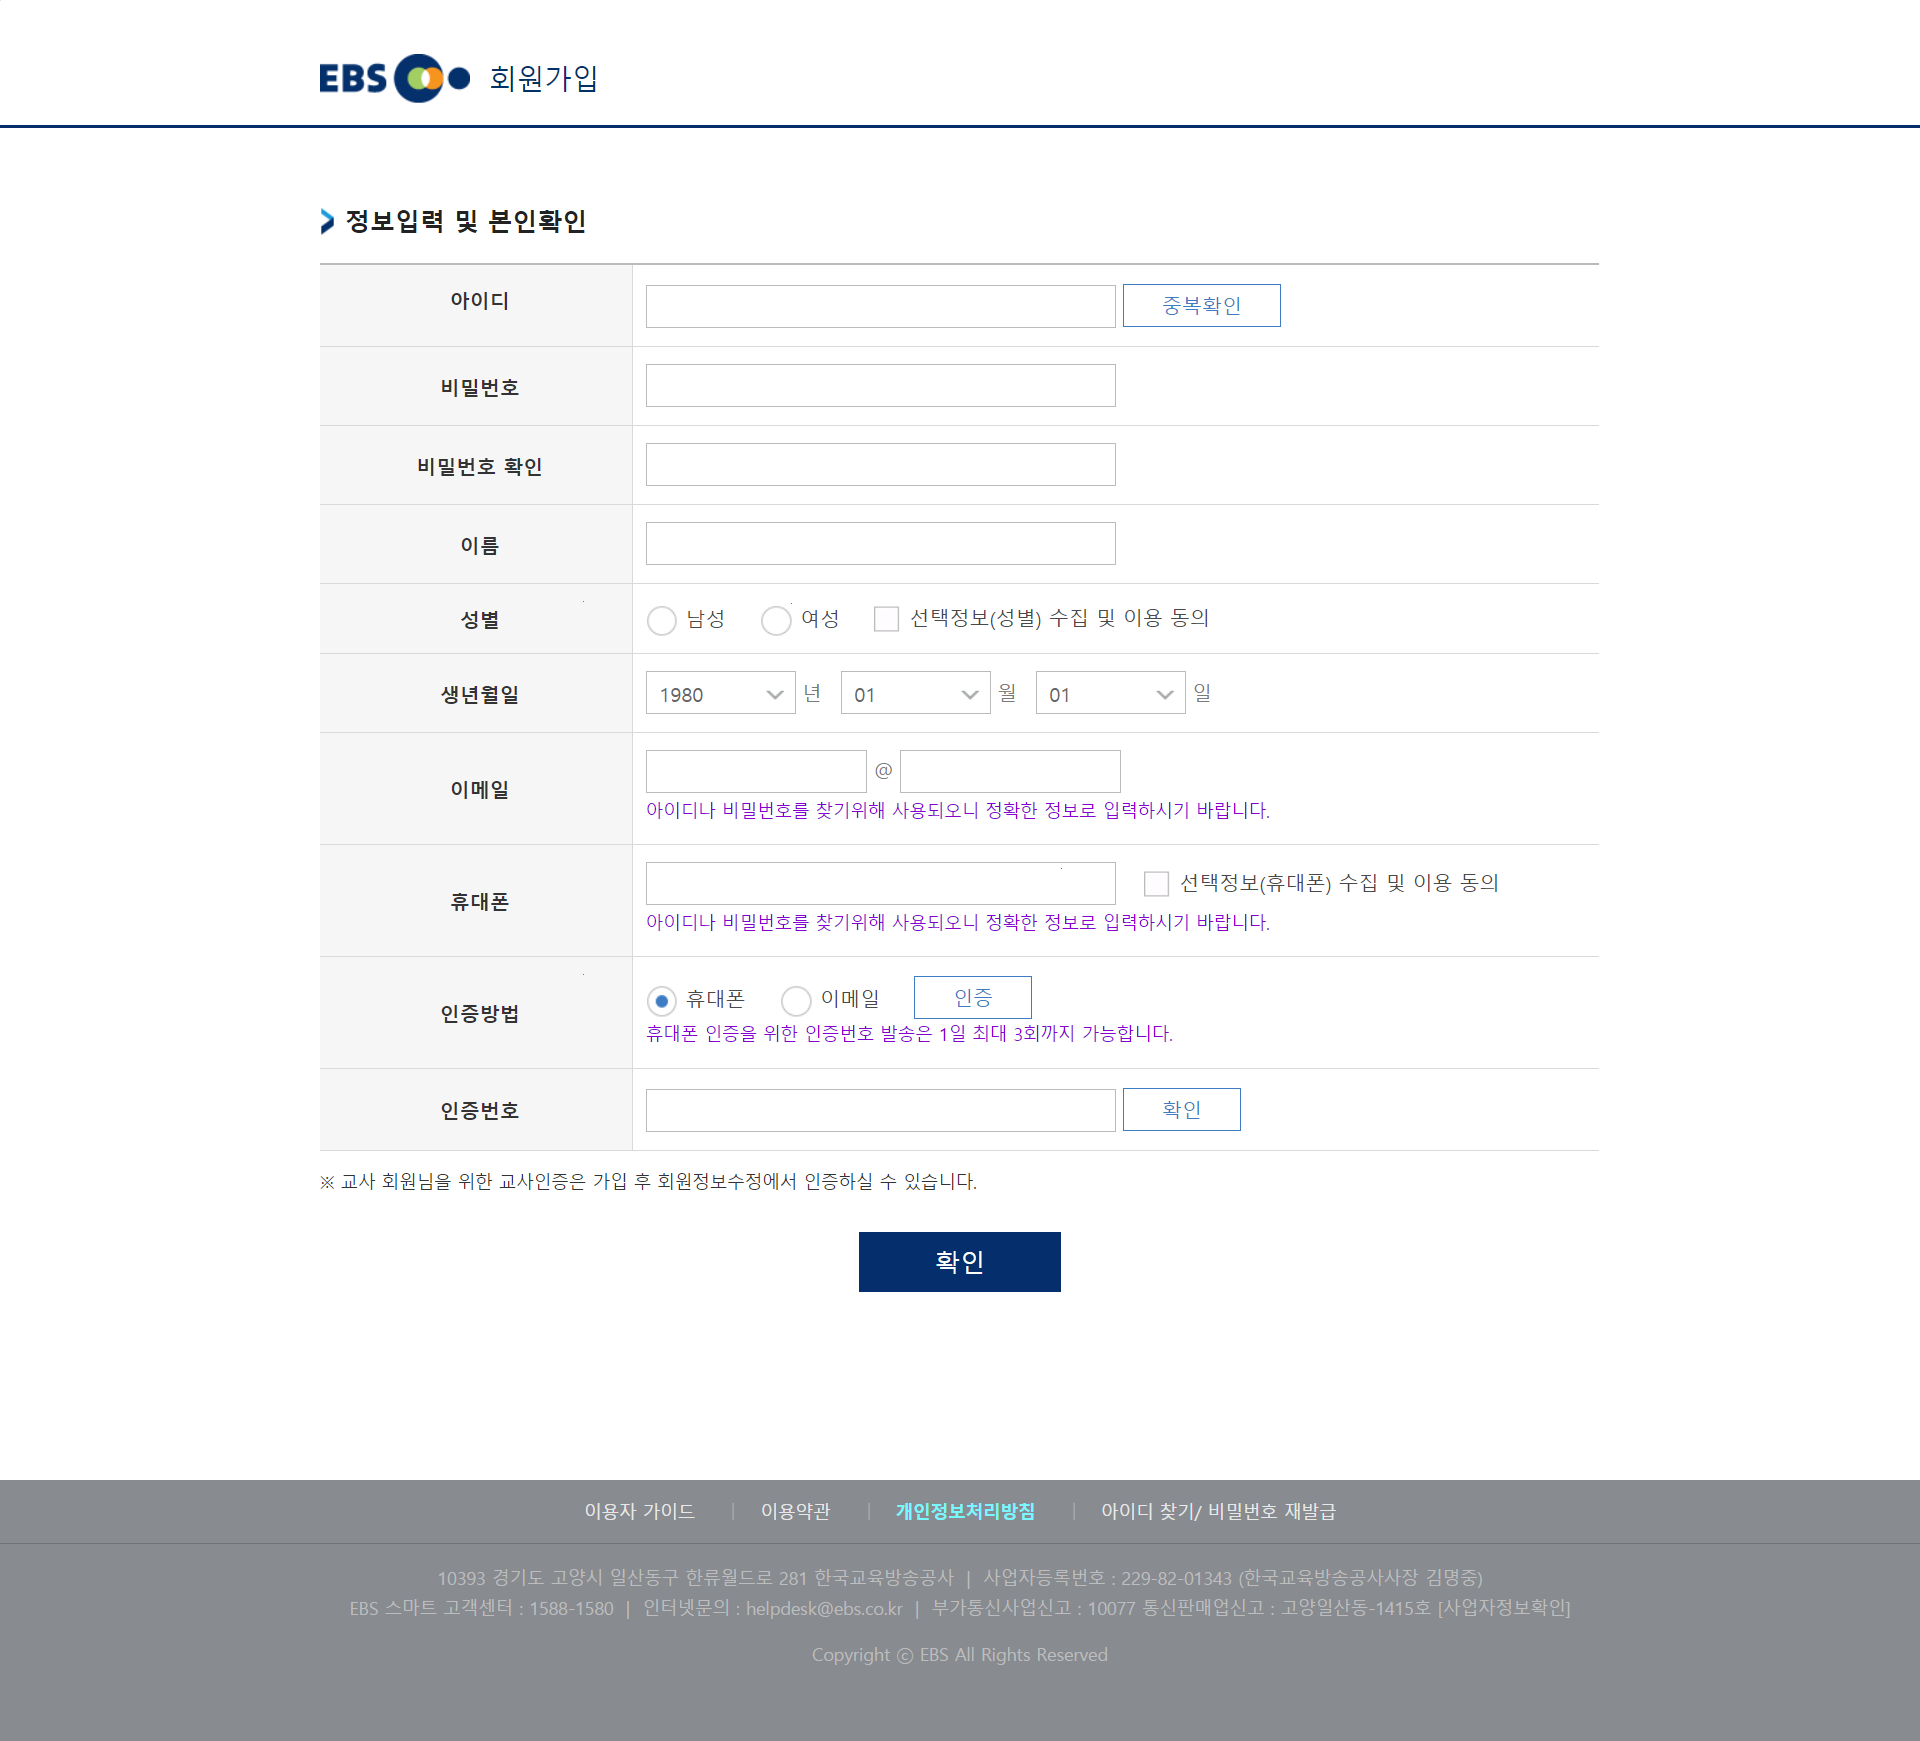 EBS 회원가입
정보입력 및 본인확인
아이디 중복확인
비밀번호
비밀번호 확인
이름
성별 남성 여성 선택정보(성별) 수집 및 이용 동의
생년월일 1980 년 01 월 01 일
이메일 @
아이디나 비밀번호를 찾기위해 사용되오니 정확한 정보로 입력하시기 바랍니다.
휴대폰 선택정보(휴대폰) 수집 및 이용 동의
아이디나 비밀번호를 찾기위해 사용되오니 정확한 정보로 입력하시기 바랍니다.
인증방법 휴대폰 이메일 인증
휴대폰 인증을 위한 인증번호 발송은 1일 최대 3회까지 가능합니다.
인증번호 확인
※ 교사 회원님을 위한 교사인증은 가입 후 회원정보수정에서 인증하실 수 있습니다.
확인
이용자 가이드 | 이용약관 | 개인정보처리방침 | 아이디 찾기/ 비밀번호 재발급
10393 경기도 고양시 일산동구 한류월드로 281 한국교육방송공사 | 사업자등록번호 : 229-82-01343 (한국교육방송공사사장 김명중)
EBS 스마트 고객센터 : 1588-1580 | 인터넷문의 : helpdesk@ebs.co.kr | 부가통신사업신고 : 10077 통신판매업신고 : 고양일산동-1415호 [사업자정보확인]
Copyright ⓒ EBS All Rights Reserved